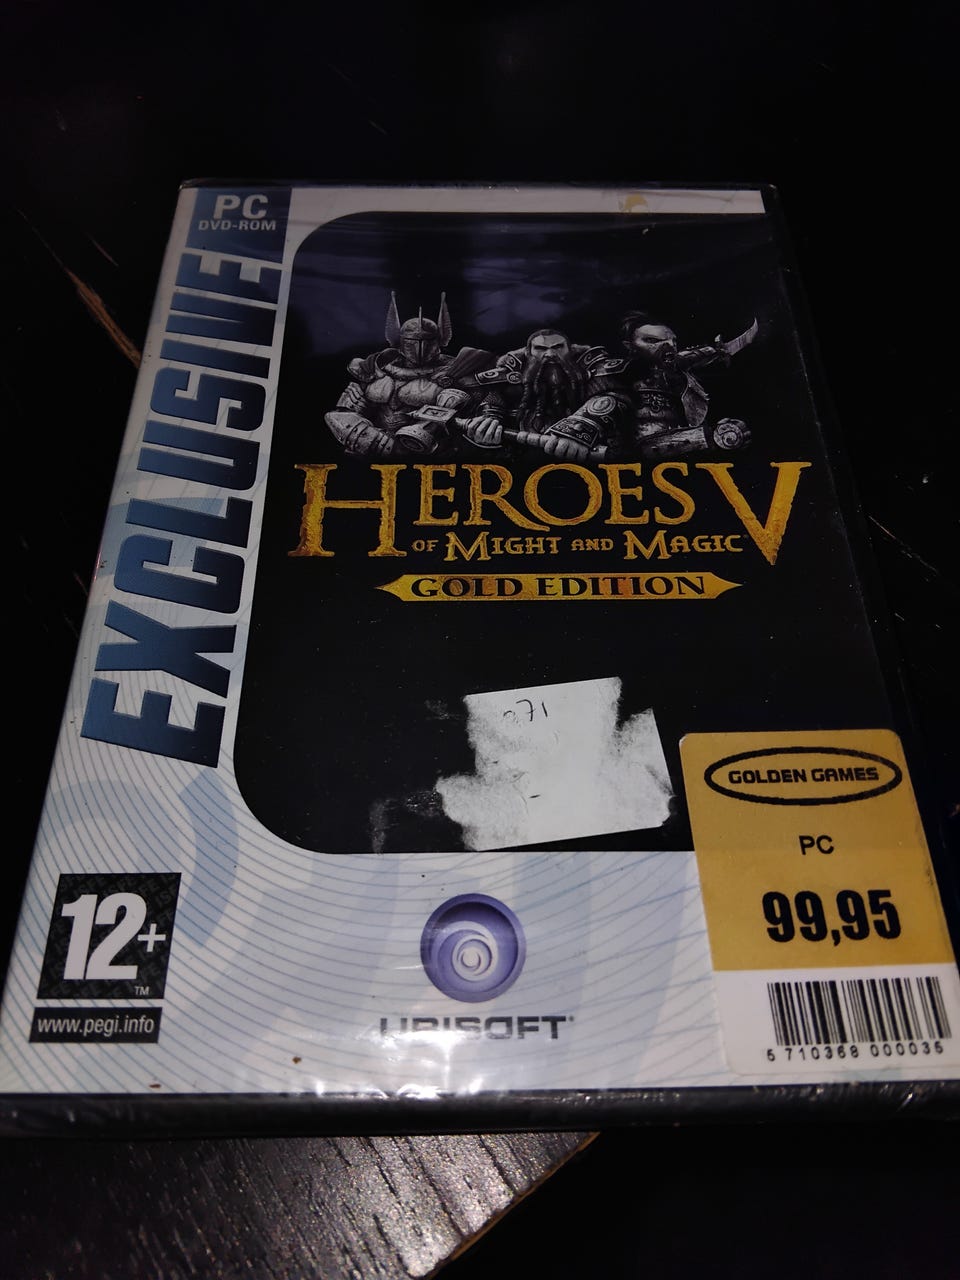 PC
DVD-ROM
EXCLUSIVE
HEROES V
OF MIGHT AND MAGIC
GOLD EDITION
GOLDEN GAMES
PC
99,95
5 710368 000035
12+
TM
www.pegi.info
UBISOFT